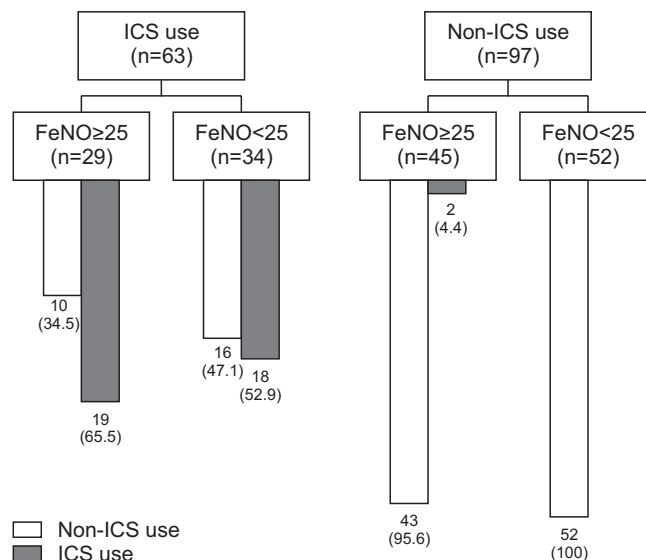 ICS use
(n=63)
Non-ICS use
(n=97)
FeNO≥25
(n=29)
FeNO<25
(n=34)
FeNO≥25
(n=45)
FeNO<25
(n=52)
10
(34.5)
19
(65.5)
16
(47.1)
18
(52.9)
2
(4.4)
43
(95.6)
52
(100)
Non-ICS use
ICS use